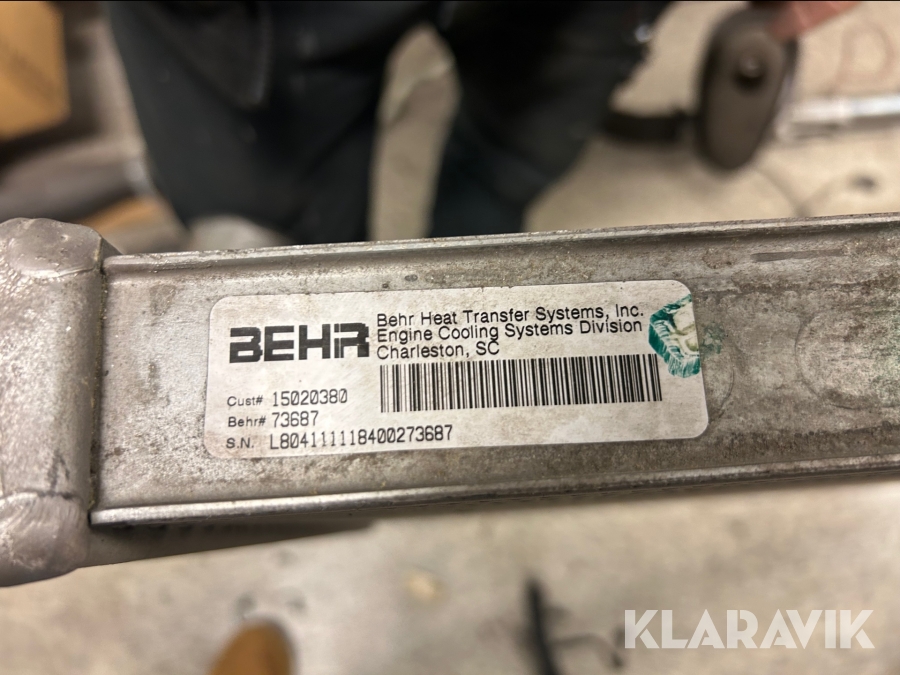 BEHR
Behr Heat Transfer Systems, Inc.
Engine Cooling Systems Division
Charleston, SC
Cust# 15020380
Behr# 73687
S.N. L804111118400273687
KLARAVIK